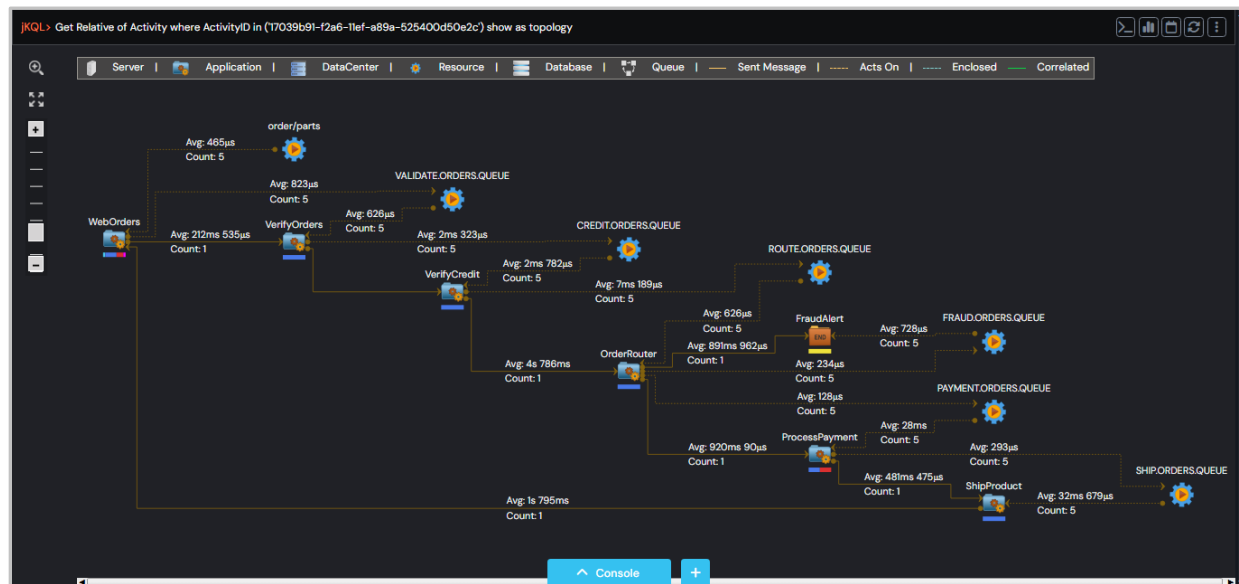 jKQL> Get Relative of Activity where ActivityID in ('17039b91-f2a6-11ef-a89a-525400d50e2c') show as topology
Server | Application | DataCenter | Resource | Database | Queue | Sent Message | Acts On | Enclosed Correlated
order/parts
Avg: 465µs
Count: 5
VALIDATE.ORDERS.QUEUE
Avg: 823µs
Count: 5
WebOrders
VerifyOrders
Avg: 626µs
Count: 5
Avg: 212ms 535µs
Count: 1
CREDIT.ORDERS.QUEUE
Avg: 2ms 323µs
Count: 5
ROUTE.ORDERS.QUEUE
VerifyCredit
Avg: 2ms 782µs
Count: 5
Avg: 7ms 189µs
Count: 5
Avg: 626µs
Count: 5
FraudAlert
END
FRAUD.ORDERS.QUEUE
Avg: 728µs
Count: 5
Avg: 891ms 962µs
Count: 1
OrderRouter
Avg: 4s 786ms
Count: 1
Avg: 234µs
Count: 5
PAYMENT.ORDERS.QUEUE
Avg: 128µs
Count: 5
Avg: 28ms
Count: 5
ProcessPayment
Avg: 920ms 90µs
Count: 1
Avg: 293µs
Count: 5
SHIP.ORDERS.QUEUE
Avg: 481ms 475µs
Count: 1
ShipProduct
Avg: 32ms 679µs
Count: 5
Avg: 1s 795ms
Count: 1
Console
+